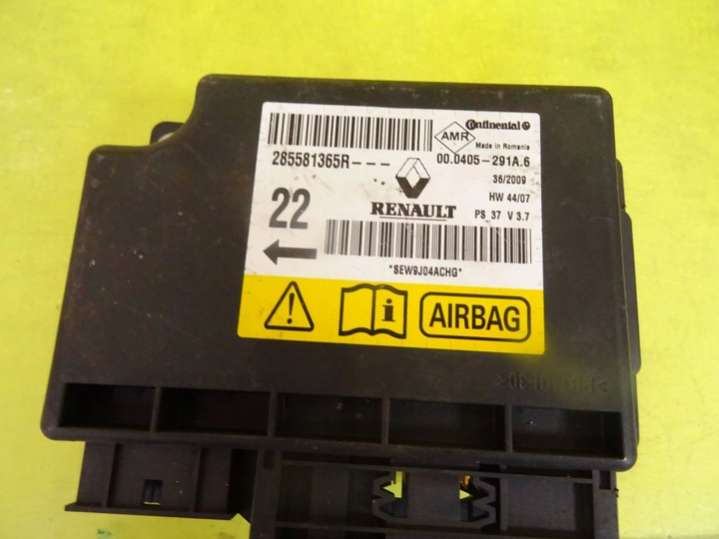 Continental
AMR
Made in Romania
285581365R---
00.0405-291A.6
36/2009
22
HW 44/07
RENAULT
PS 37 V 3.7
*SEW9J04ACHG*
i
AIRBAG